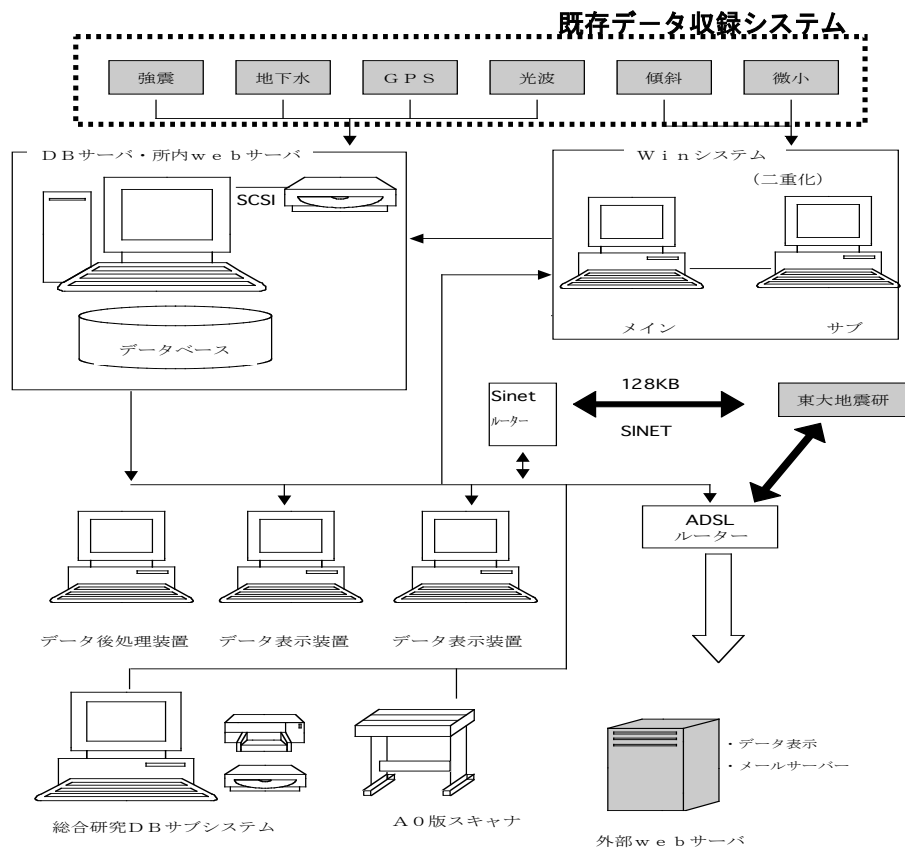 既存データ収録システム
強震
地下水
ＧＰＳ
光波
傾斜
微小
ＤＢサーバ・所内ｗｅｂサーバ
Ｗｉｎシステム
(二重化)
SCSI
データベース
メイン
サブ
Sinet
ルーター
128KB
SINET
東大地震研
ADSL
ルーター
データ後処理装置
データ表示装置
データ表示装置
・データ表示
・メールサーバー
総合研究ＤＢサブシステム
Ａ０版スキャナ
外部ｗｅｂサーバ